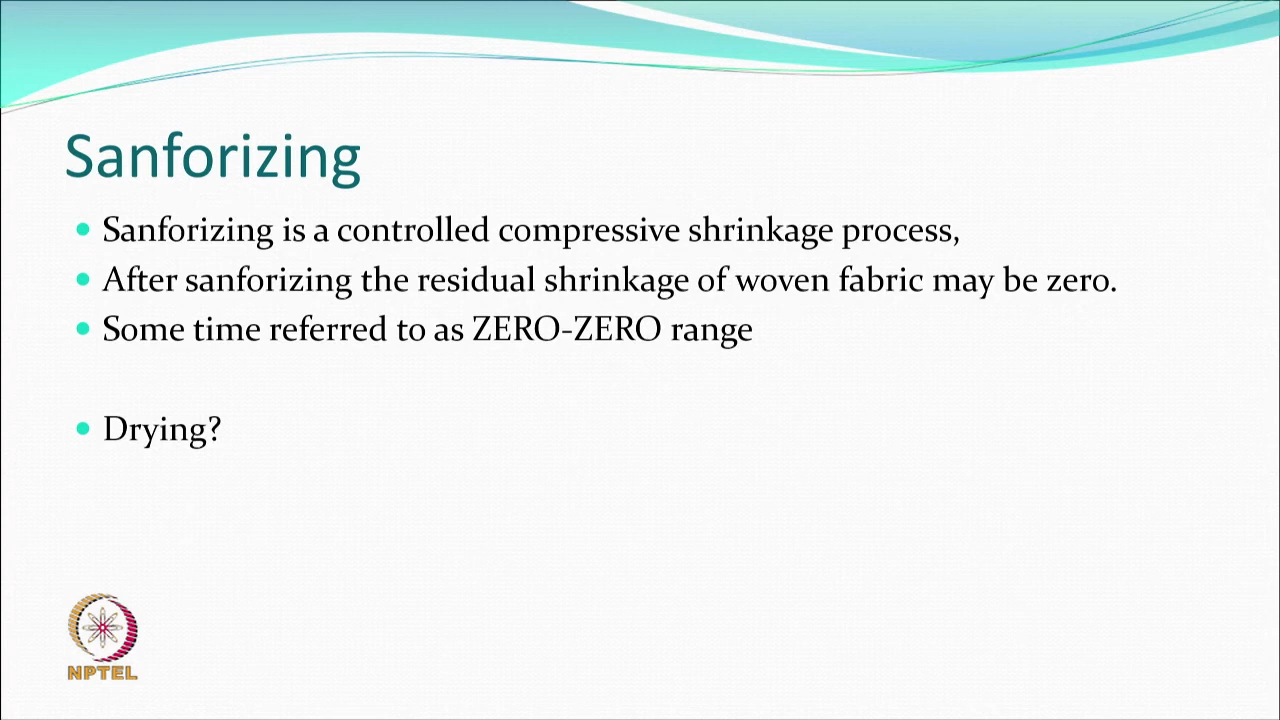 Sanforizing
Sanforizing is a controlled compressive shrinkage process,
After sanforizing the residual shrinkage of woven fabric may be zero.
Some time referred to as ZERO-ZERO range
Drying?
NPTEL